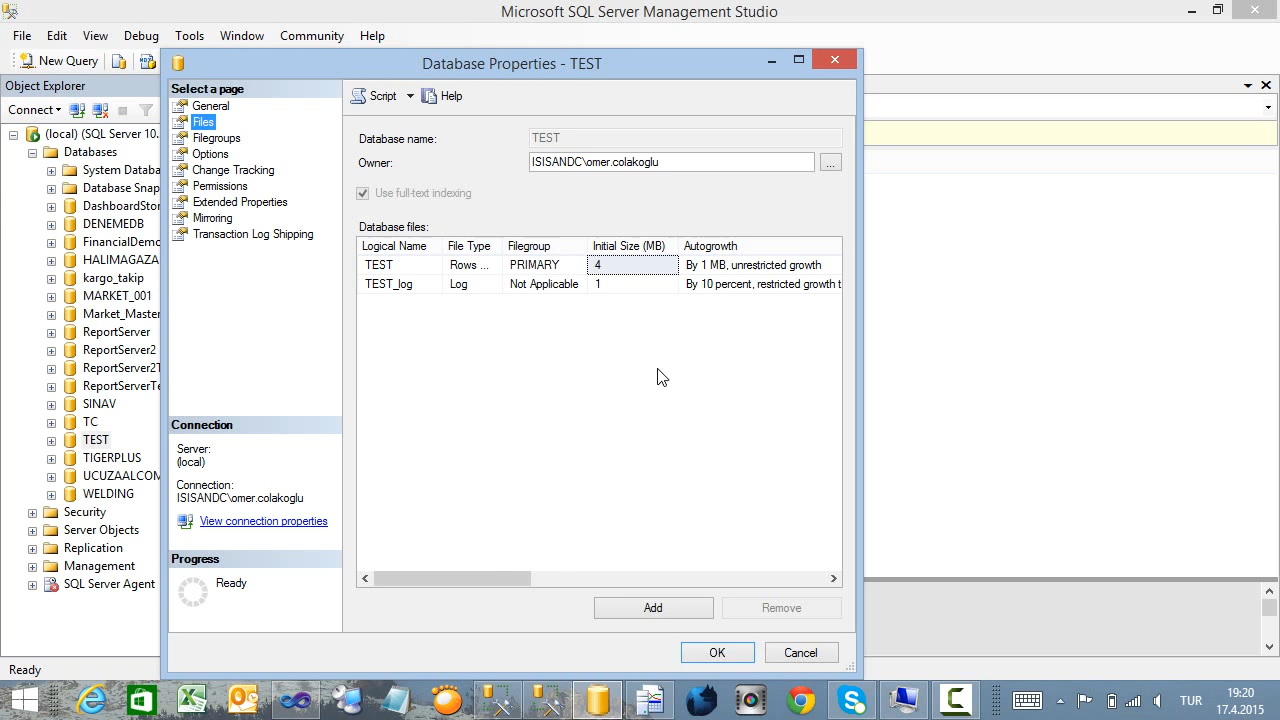 Microsoft SQL Server Management Studio
File Edit View Debug Tools Window Community Help
New Query
Object Explorer
Connect
(local) (SQL Server 10.
Databases
System Databa
Database Snap
DashboardStor
DENEMEDB
FinancialDemo
HALIMAGAZA
kargo_takip
MARKET_001
Market_Master
ReportServer
ReportServer2
ReportServer2T
ReportServerTe
SINAV
TC
TEST
TIGERPLUS
UCUZAALCOM
WELDING
Security
Server Objects
Replication
Management
SQL Server Agent
Ready
Database Properties - TEST
Select a page
General
Files
Filegroups
Options
Change Tracking
Permissions
Extended Properties
Mirroring
Transaction Log Shipping
Connection
Server:
(local)
Connection:
ISISANDC\omer.colakoglu
View connection properties
Progress
Ready
Script Help
Database name: TEST
Owner: ISISANDC\omer.colakoglu ...
Use full-text indexing
Database files:
Logical Name File Type Filegroup Initial Size (MB) Autogrowth
TEST Rows ... PRIMARY 4 By 1 MB, unrestricted growth
TEST_log Log Not Applicable 1 By 10 percent, restricted growth t
Add Remove
OK Cancel
TUR
19:20
17.4.2015